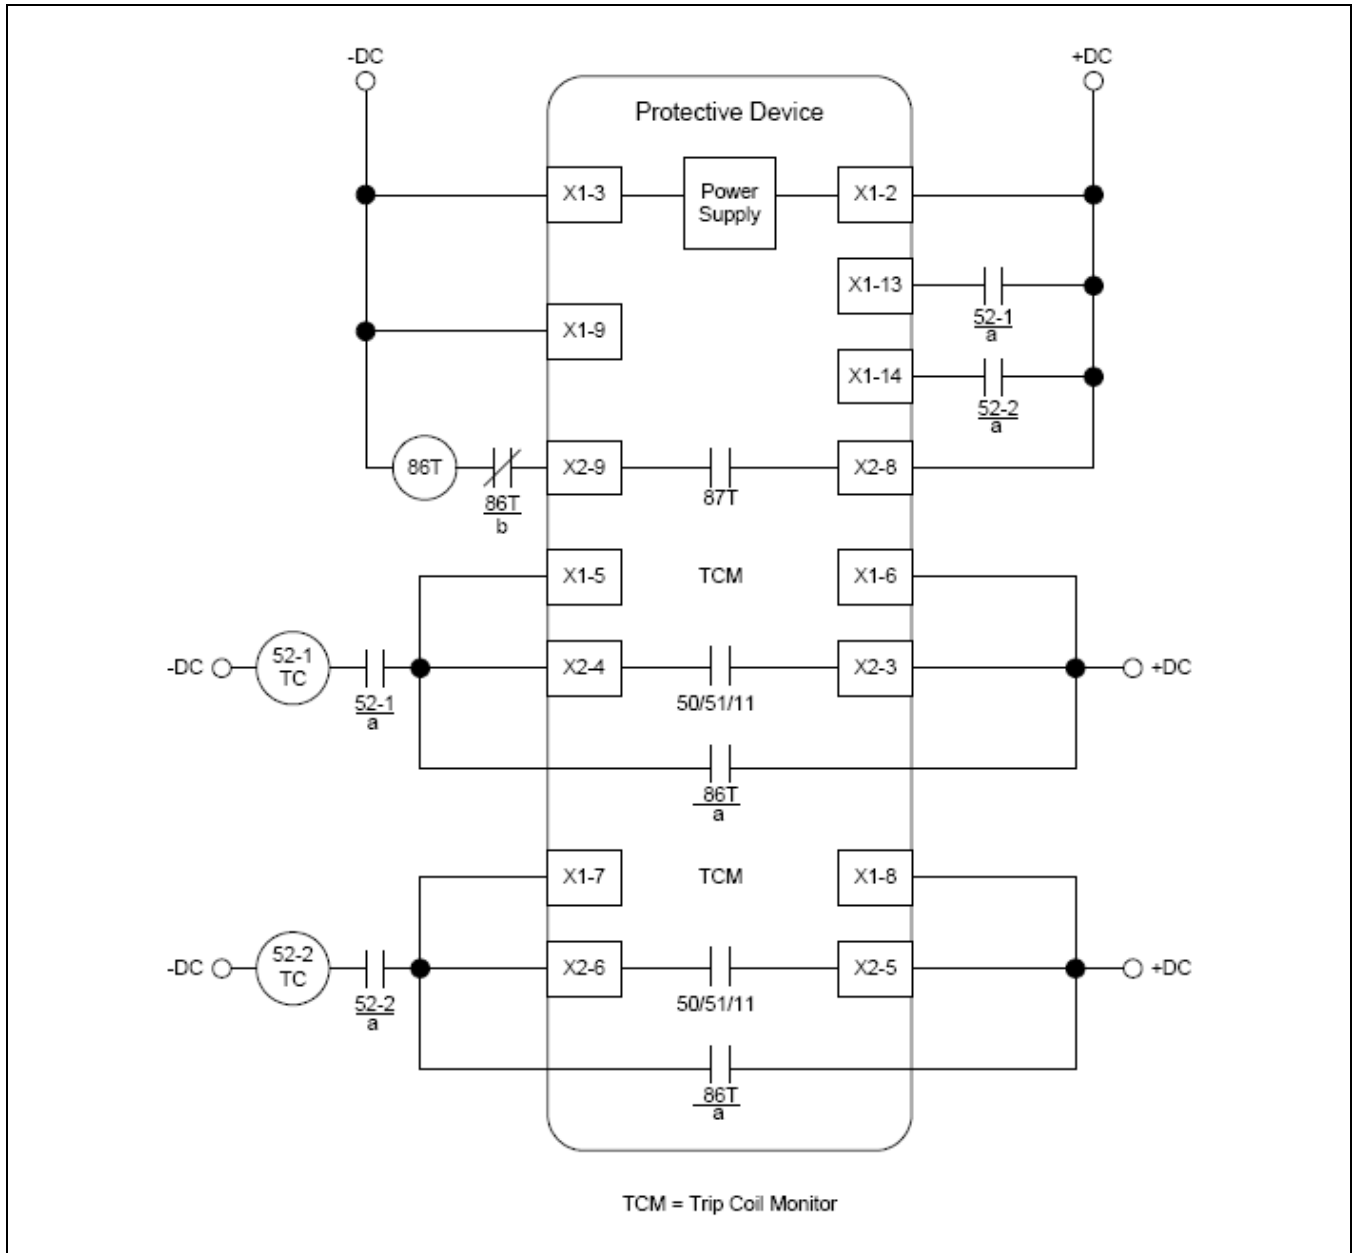 -DC
+DC
Protective Device
X1-3
Power
Supply
X1-2
X1-13
52-1
a
X1-9
X1-14
52-2
a
86T
86T
b
X2-9
87T
X2-8
X1-5
TCM
X1-6
-DC
52-1
TC
52-1
a
X2-4
50/51/11
X2-3
+DC
86T
a
X1-7
TCM
X1-8
-DC
52-2
TC
52-2
a
X2-6
50/51/11
X2-5
+DC
86T
a
TCM = Trip Coil Monitor